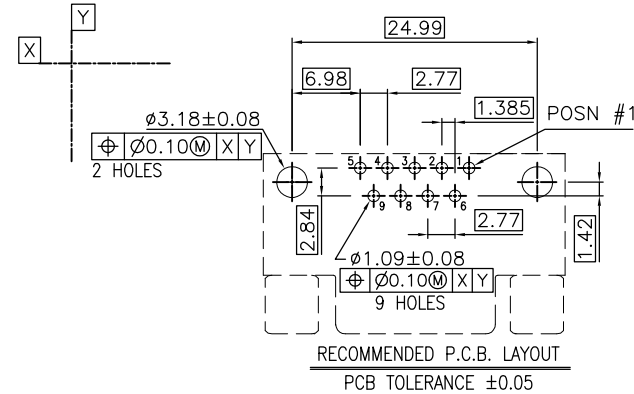 Y
X
24.99
6.98
2.77
1.385
POSN #1
ø3.18±0.08
⌖ Ø0.10Ⓜ X Y
2 HOLES
5 4 3 2 1
9 8 7 6
2.84
2.77
1.42
ø1.09±0.08
⌖ Ø0.10Ⓜ X Y
9 HOLES
RECOMMENDED P.C.B. LAYOUT
PCB TOLERANCE ±0.05